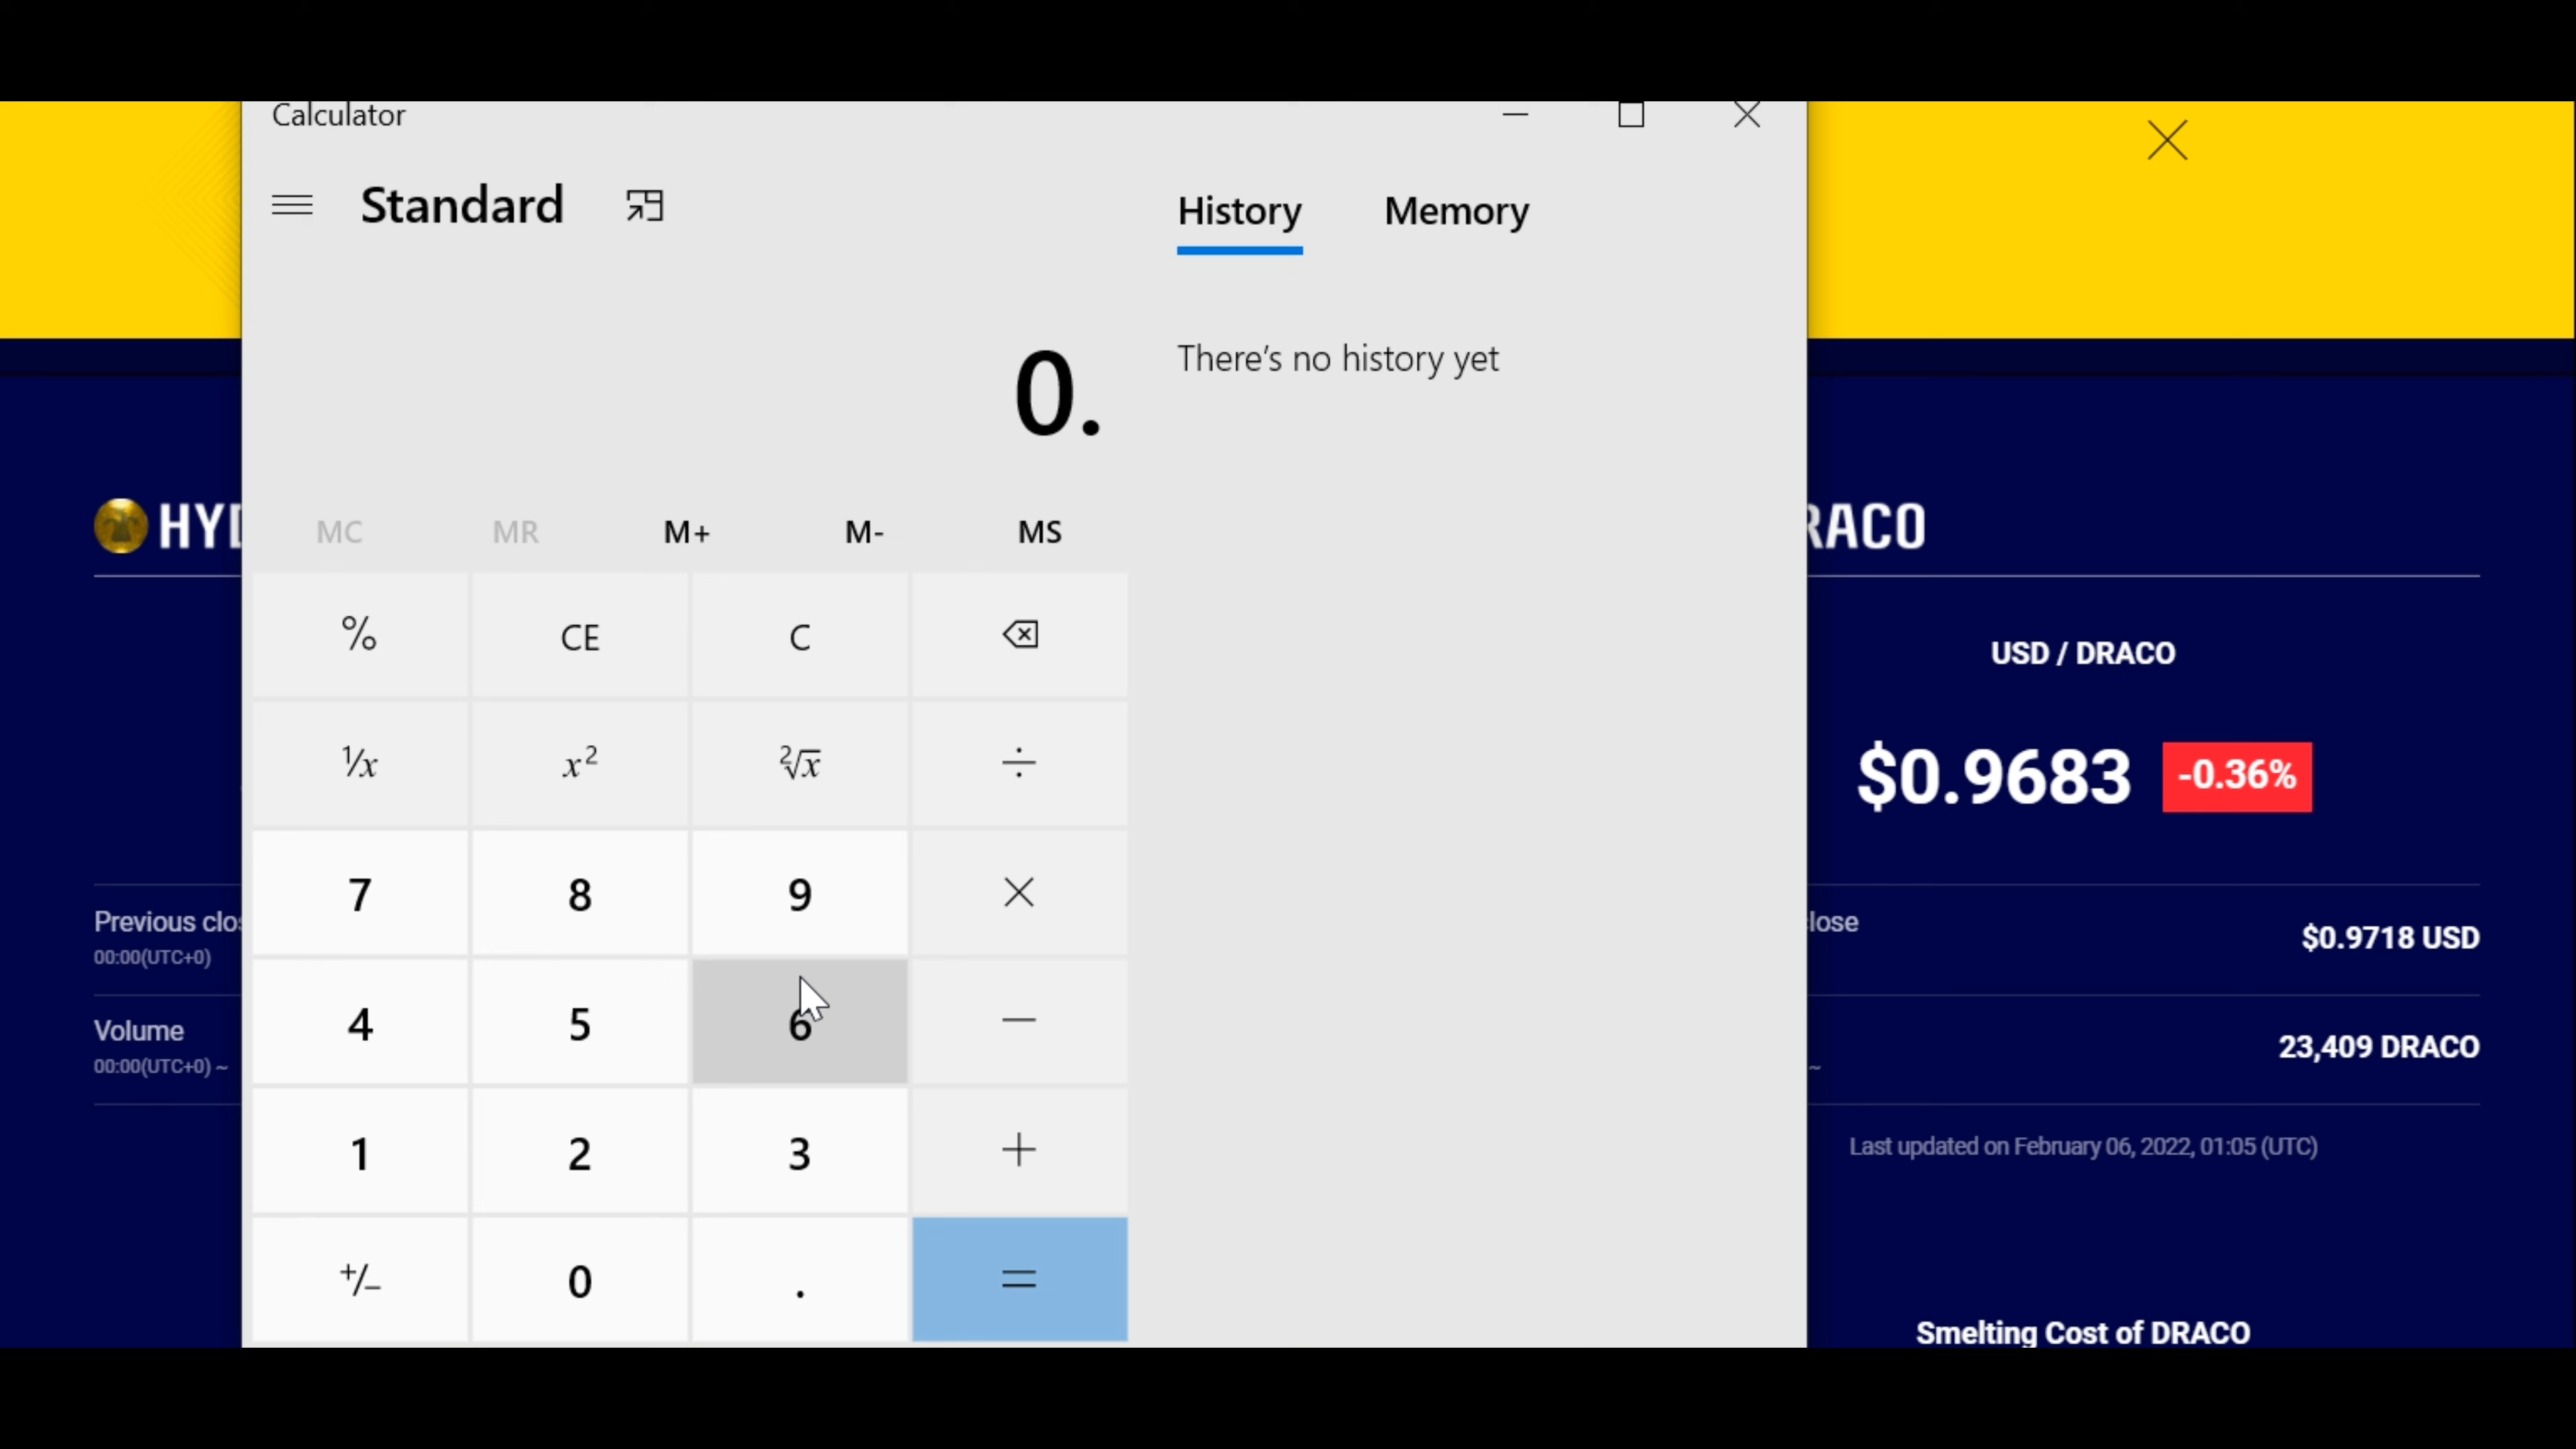 Calculator
Standard
History Memory
There's no history yet
0.
MC MR M+ M- MS
% CE C
1/x x² ²√x ÷
7 8 9 ×
4 5 6 −
1 2 3 +
+/− 0 . =
HYD
Previous clos
00:00(UTC+0)
Volume
00:00(UTC+0) ~
RACO
USD / DRACO
$0.9683 -0.36%
close
$0.9718 USD
~
23,409 DRACO
Last updated on February 06, 2022, 01:05 (UTC)
Smelting Cost of DRACO